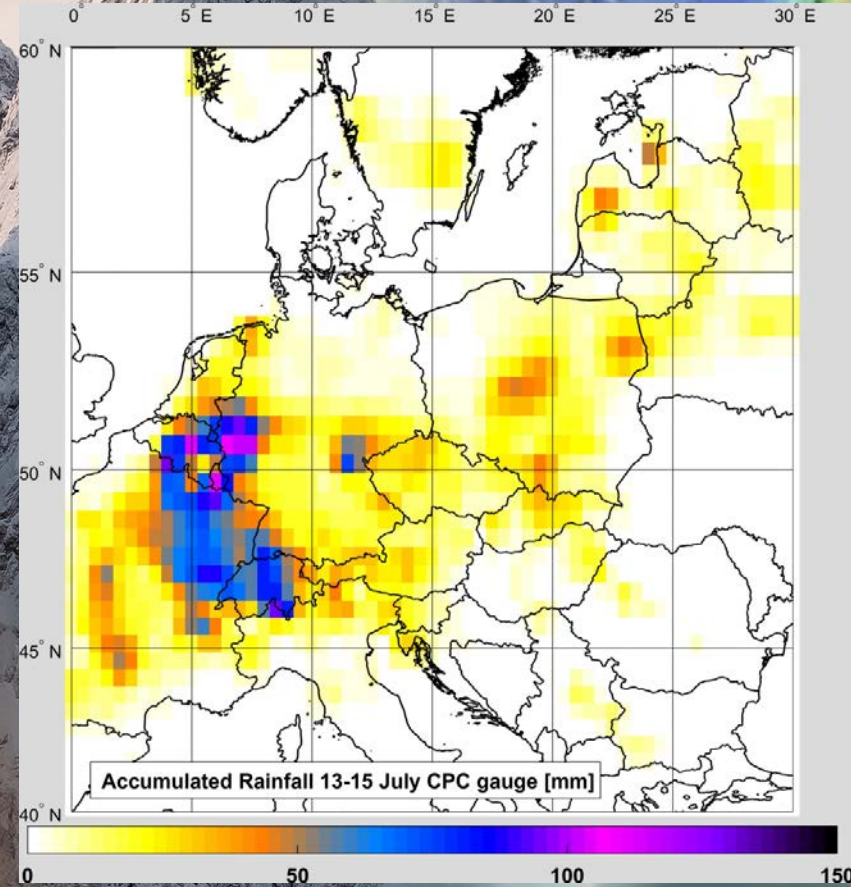 0° 5° E 10° E 15° E 20° E 25° E 30° E
60° N
55° N
50° N
45° N
40° N
Accumulated Rainfall 13-15 July CPC gauge [mm]
0 50 100 150